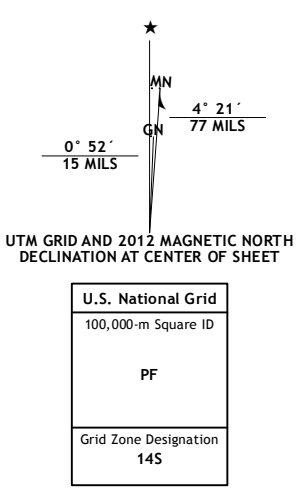 ★
MN
4° 21´
77 MILS
GN
0° 52´
15 MILS
UTM GRID AND 2012 MAGNETIC NORTH
DECLINATION AT CENTER OF SHEET
U.S. National Grid
100,000-m Square ID
PF
Grid Zone Designation
14S